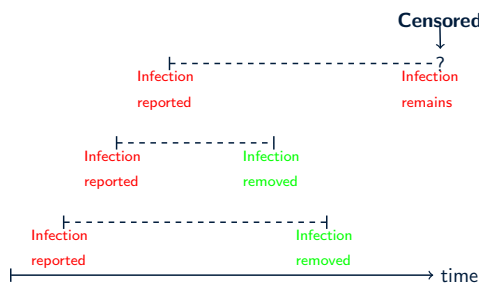 Censored
?
Infection
reported
Infection
remains
Infection
reported
Infection
removed
Infection
reported
Infection
removed
time